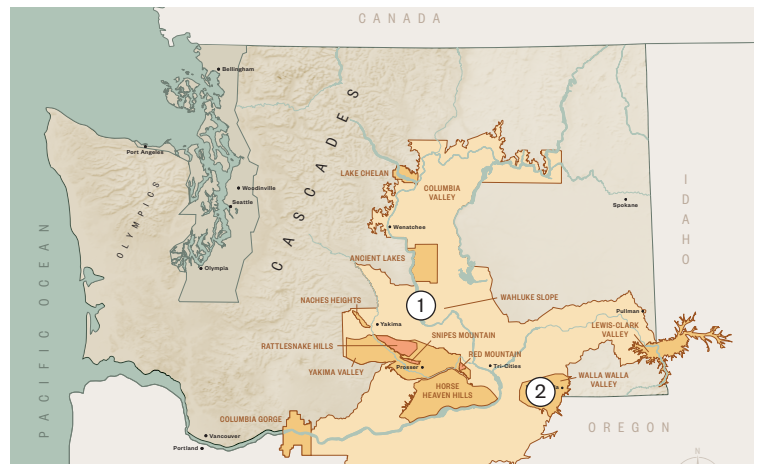 CANADA
Bellingham
CASCADES
Port Angeles
LAKE CHELAN
COLUMBIA
VALLEY
OLYMPICS
Woodinville
Seattle
IDAHO
Spokane
PACIFIC OCEAN
Wenatchee
ANCIENT LAKES
Olympia
NACHES HEIGHTS
1
WAHLUKE SLOPE
Pullman
Yakima
LEWIS-CLARK
VALLEY
RATTLESNAKE HILLS
SNIPES MOUNTAIN
RED MOUNTAIN
YAKIMA VALLEY
Prosser
Tri-Cities
WALLA WALLA
VALLEY
HORSE
HEAVEN HILLS
2
a
COLUMBIA GORGE
OREGON
Vancouver
Portland
N